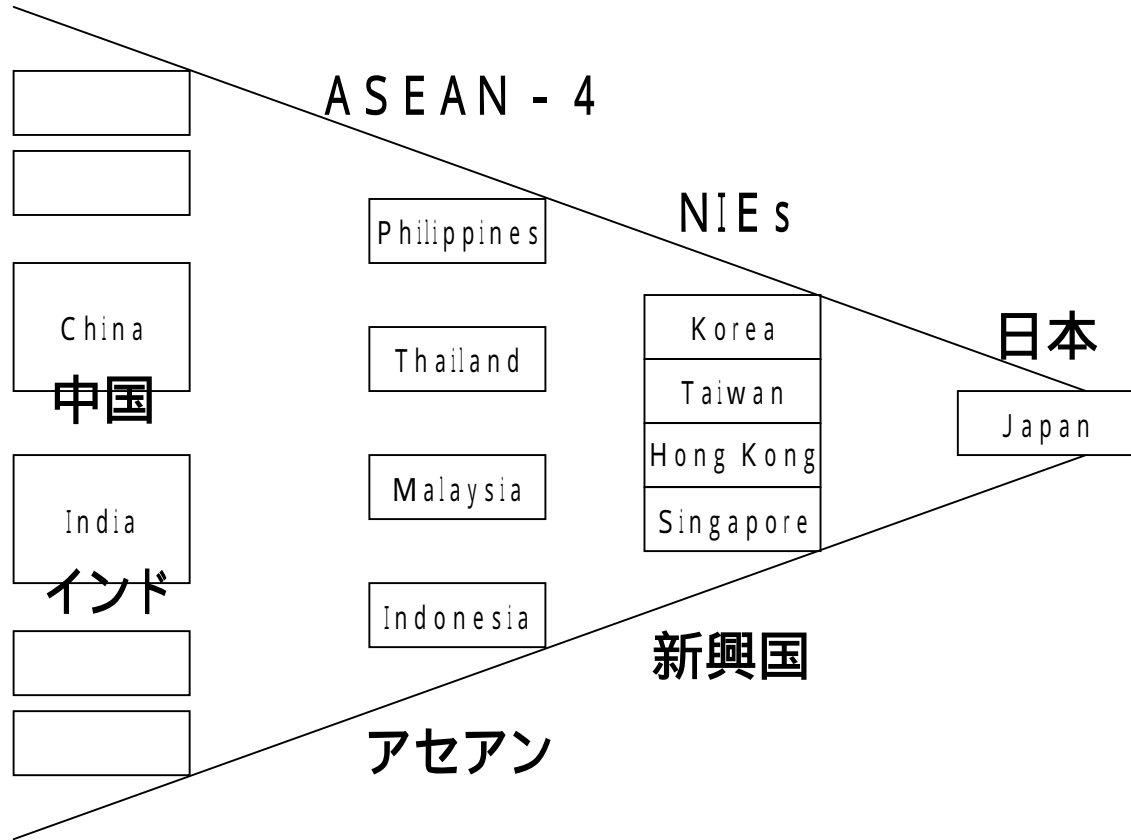 ASEAN - 4
NIEs
Philippines
Korea
日本
China
Thailand
Taiwan
中国
Japan
Hong Kong
Malaysia
India
Singapore
インド
Indonesia
新興国
アセアン